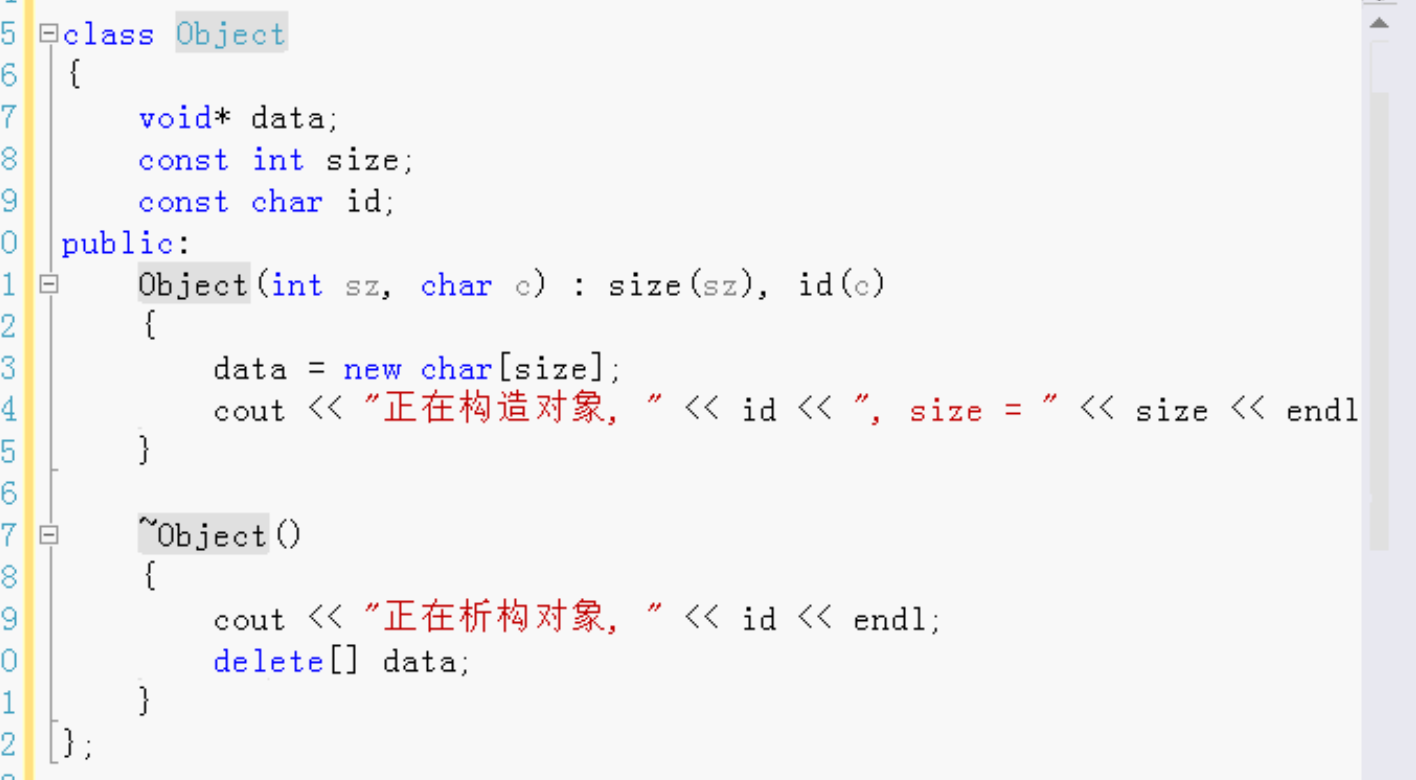 5 class Object
6 {
7 void* data;
8 const int size;
9 const char id;
0 public:
1 Object(int sz, char c) : size(sz), id(c)
2 {
3 data = new char[size];
4 cout << "正在构造对象, " << id << ", size = " << size << endl
5 }
6
7 ~Object()
8 {
9 cout << "正在析构对象, " << id << endl;
0 delete[] data;
1 }
2 };